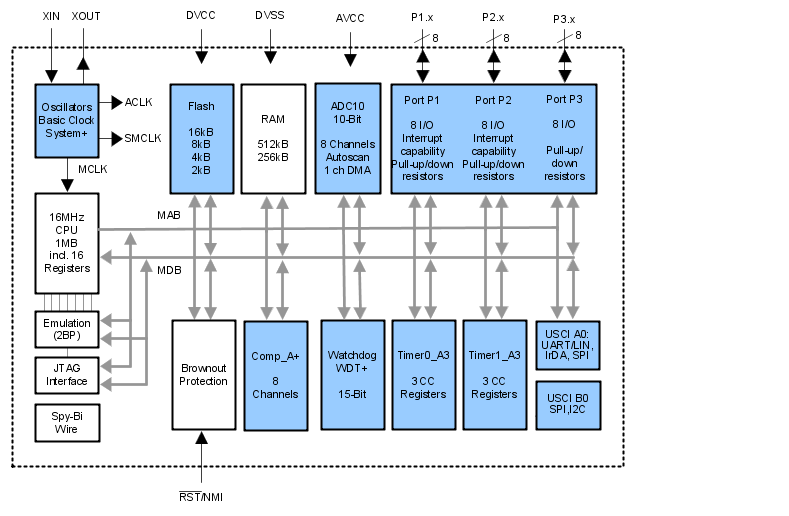 XIN
XOUT
DVCC
DVSS
AVCC
P1.x
P2.x
P3.x
8
8
8
Oscillators
Basic Clock
System+
ACLK
SMCLK
MCLK
Flash
16kB
8kB
4kB
2kB
RAM
512kB
256kB
ADC10
10-Bit
8 Channels
Autoscan
1 ch DMA
Port P1
8 I/O
Interrupt
capability
Pull-up/down
resistors
Port P2
8 I/O
Interrupt
capability
Pull-up/down
resistors
Port P3
8 I/O
Pull-up/
down
resistors
16MHz
CPU
1MB
incl. 16
Registers
MAB
MDB
Emulation
(2BP)
JTAG
Interface
Spy-Bi
Wire
Brownout
Protection
Comp_A+
8
Channels
Watchdog
WDT+
15-Bit
Timer0_A3
3 CC
Registers
Timer1_A3
3 CC
Registers
USCI A0:
UART/LIN,
IrDA, SPI
USCI B0
SPI,I2C
RST/NMI